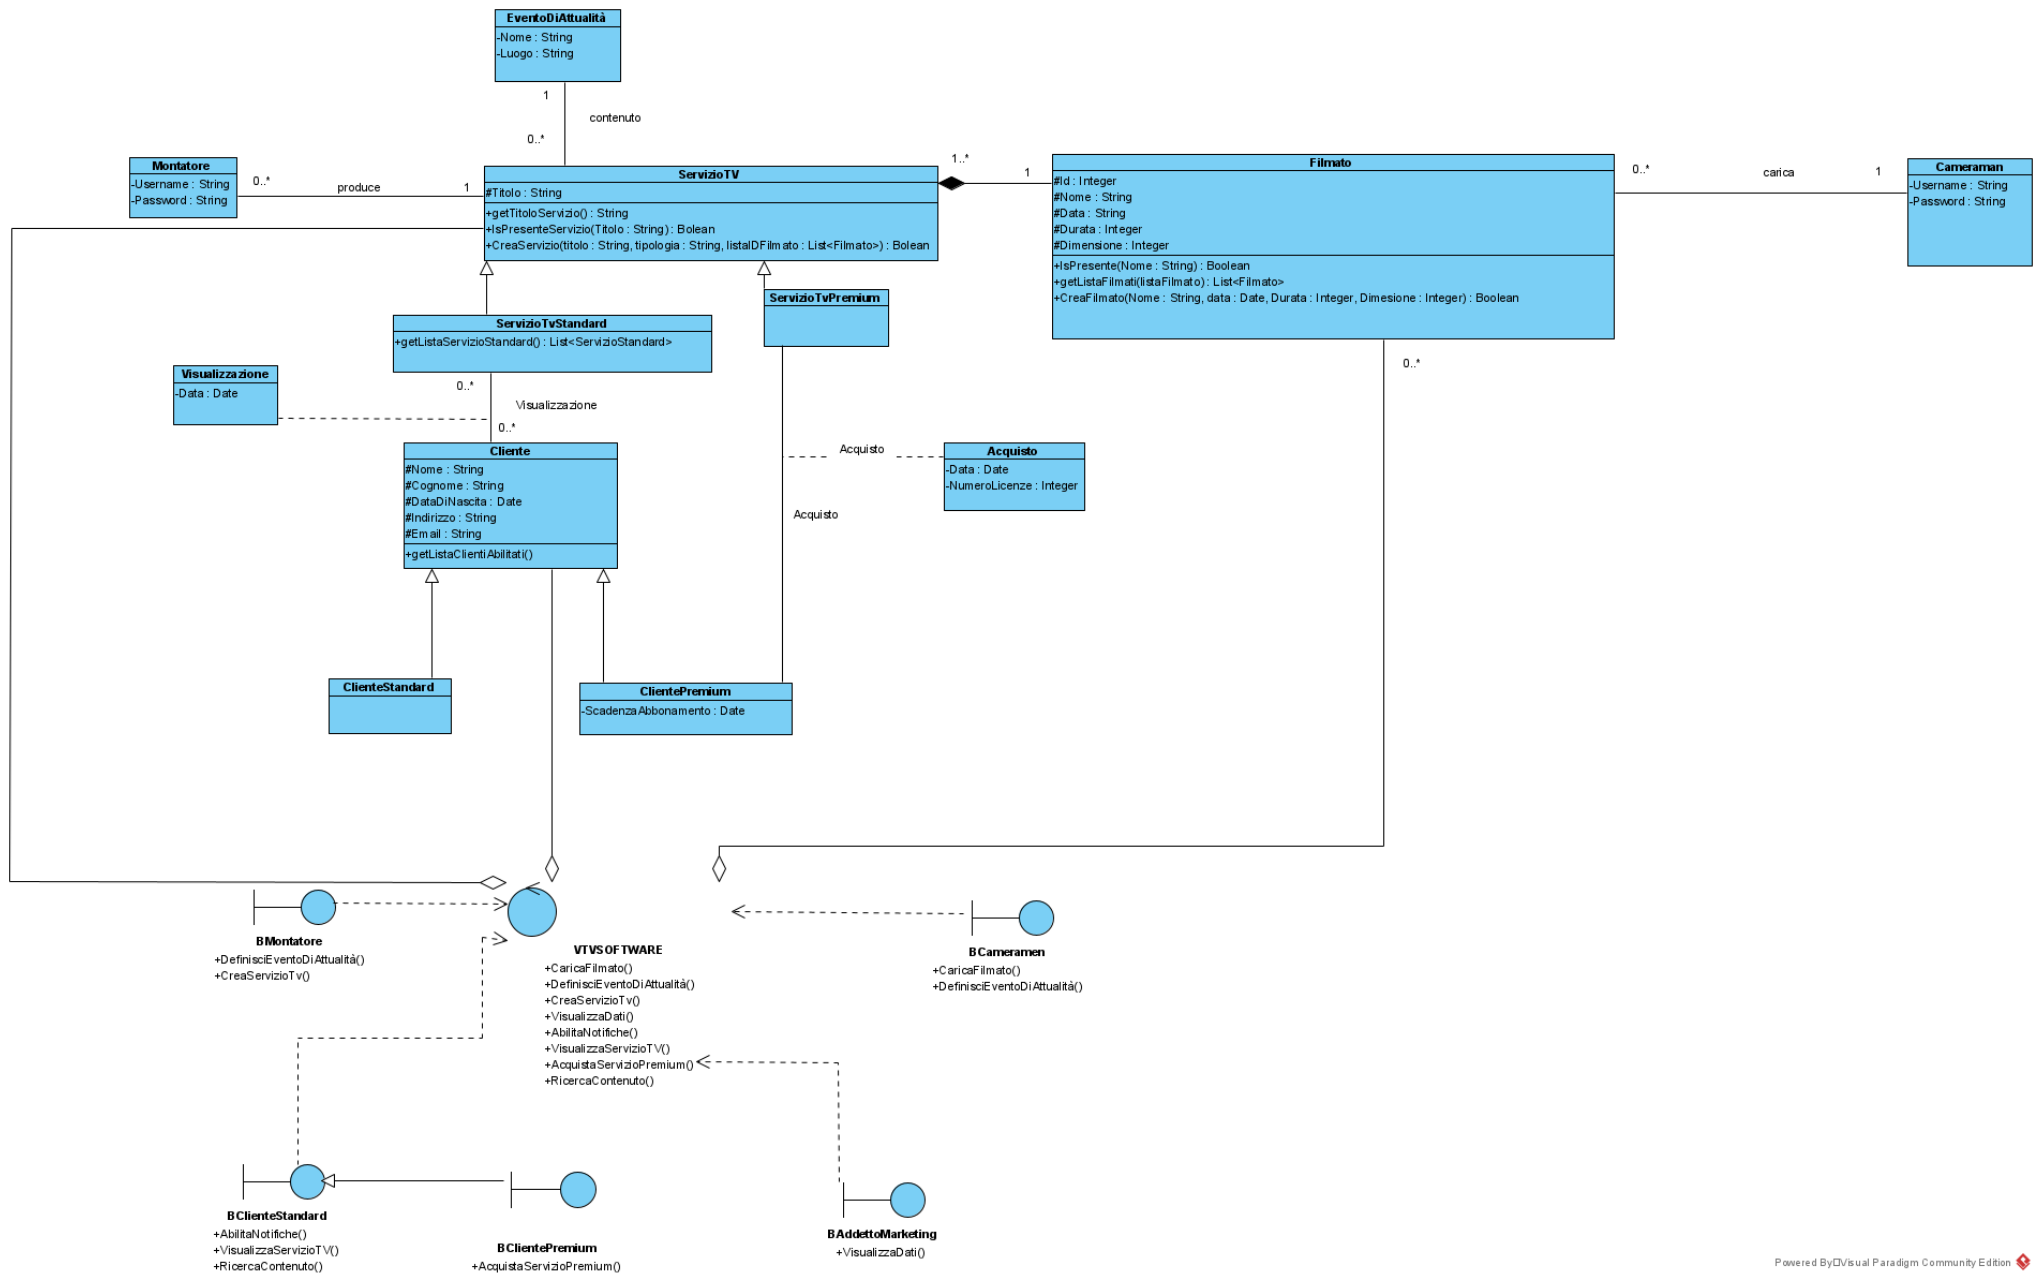 EventoDiAttualità
-Nome : String
-Luogo : String
1
contenuto
0..*
Montatore
-Username : String
-Password : String
0..*
produce
1
ServizioTV
#Titolo : String
+getTitoloServizio() : String
+IsPresenteServizio(Titolo : String) : Bolean
+CreaServizio(titolo : String, tipologia : String, listaIDFilmato : List<Filmato>) : Bolean
1..*
1
Filmato
#Id : Integer
#Nome : String
#Data : String
#Durata : Integer
#Dimensione : Integer
+IsPresente(Nome : String) : Boolean
+getListaFilmati(listaFilmato) : List<Filmato>
+CreaFilmato(Nome : String, data : Date, Durata : Integer, Dimesione : Integer) : Boolean
0..*
carica
1
Cameraman
-Username : String
-Password : String
ServizioTvPremium
ServizioTvStandard
+getListaServizioStandard() : List<ServizioStandard>
0..*
Visualizzazione
-Data : Date
0..*
Visualizzazione
0..*
Cliente
#Nome : String
#Cognome : String
#DataDiNascita : Date
#Indirizzo : String
#Email : String
+getListaClientiAbilitati()
Acquisto
Acquisto
-Data : Date
-NumeroLicenze : Integer
Acquisto
ClienteStandard
ClientePremium
-ScadenzaAbbonamento : Date
BMontatore
+DefinisciEventoDiAttualità()
+CreaServizioTv()
VTVSOFTWARE
+CaricaFilmato()
+DefinisciEventoDiAttualità()
+CreaServizioTv()
+VisualizzaDati()
+AbilitaNotifiche()
+VisualizzaServizioTV()
+AcquistaServizioPremium()
+RicercaContenuto()
BCameramen
+CaricaFilmato()
+DefinisciEventoDiAttualità()
BClienteStandard
+AbilitaNotifiche()
+VisualizzaServizioTV()
+RicercaContenuto()
BClientePremium
+AcquistaServizioPremium()
BAddettoMarketing
+VisualizzaDati()
Powered By□Visual Paradigm Community Edition